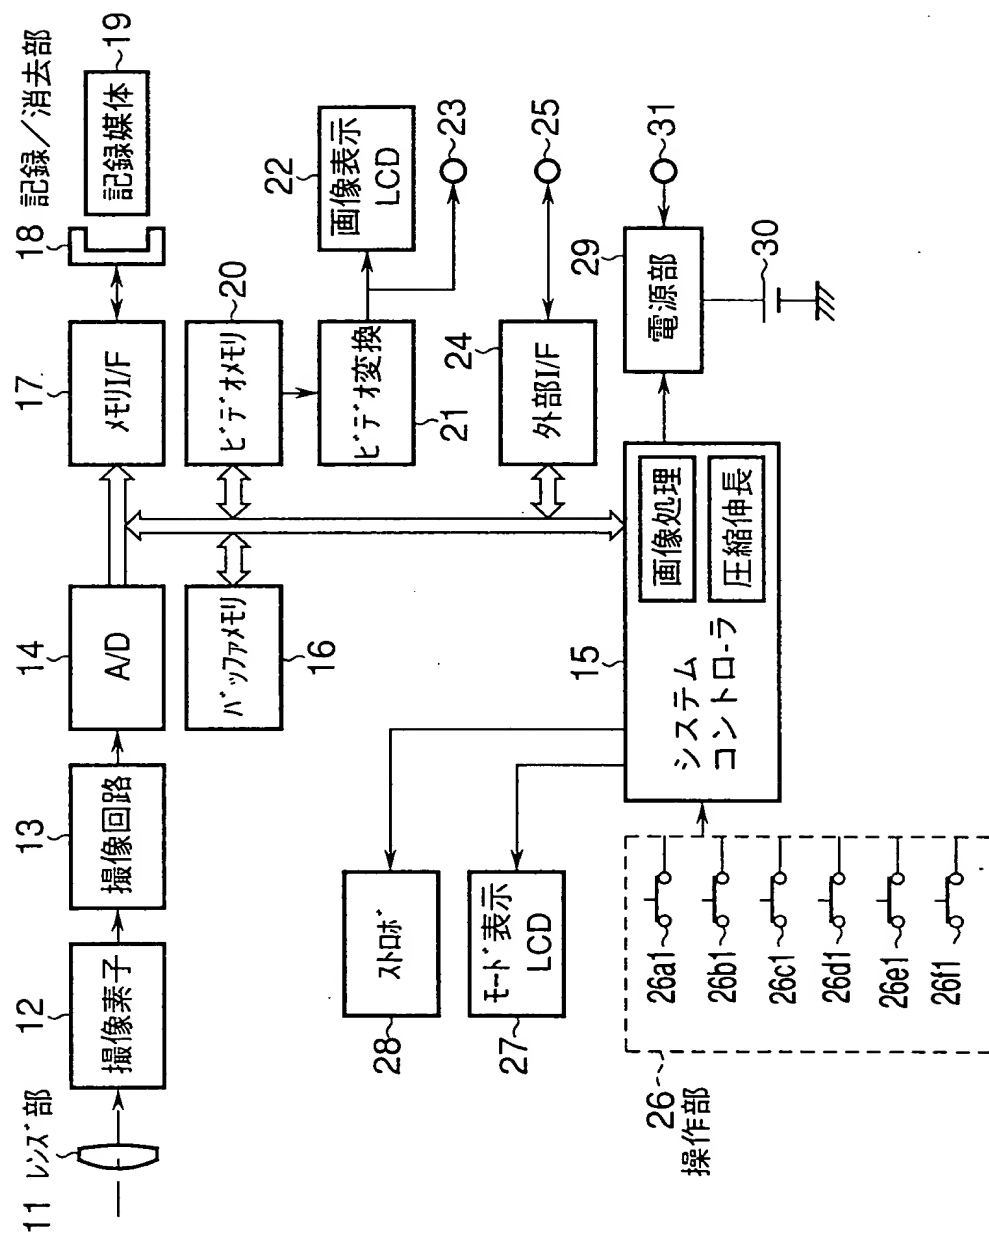 11 レンズ部
12
撮像素子
13
撮像回路
14
A/D
17
メモリI/F
18 記録／消去部
19
記録媒体
バッファメモリ
16
ビデオメモリ
20
ビデオ変換
21
22
画像表示
LCD
23
24
外部I/F
25
ストロボ
28
モード表示
LCD
27
15
システム
コントローラ
画像処理
圧縮伸長
29
電源部
30
31
26
操作部
26a1
26b1
26c1
26d1
26e1
26f1